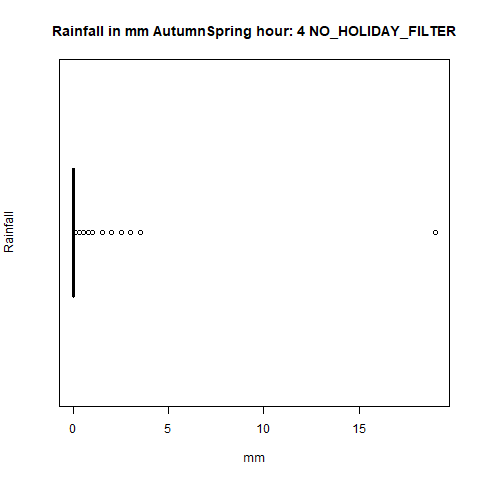 Rainfall in mm AutumnSpring hour: 4 NO_HOLIDAY_FILTER
Rainfall
0 5 10 15
mm